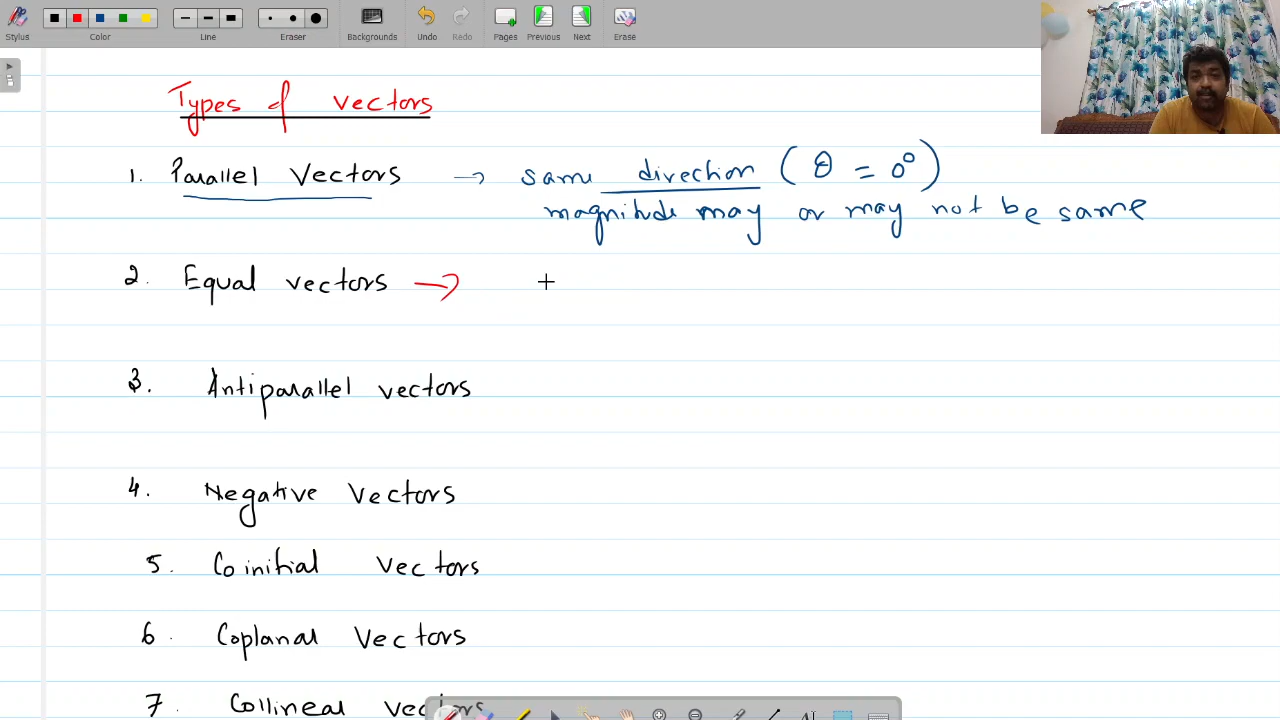 Stylus Color Line Eraser Backgrounds Undo Redo Pages Previous Next Erase
Types of vectors
1. Parallel Vectors → same direction (θ = 0°)
magnitude may or may not be same
2. Equal vectors →
3. Antiparallel vectors
4. Negative Vectors
5. Coinitial Vectors
6. Coplanar Vectors
7. Collinear vectors